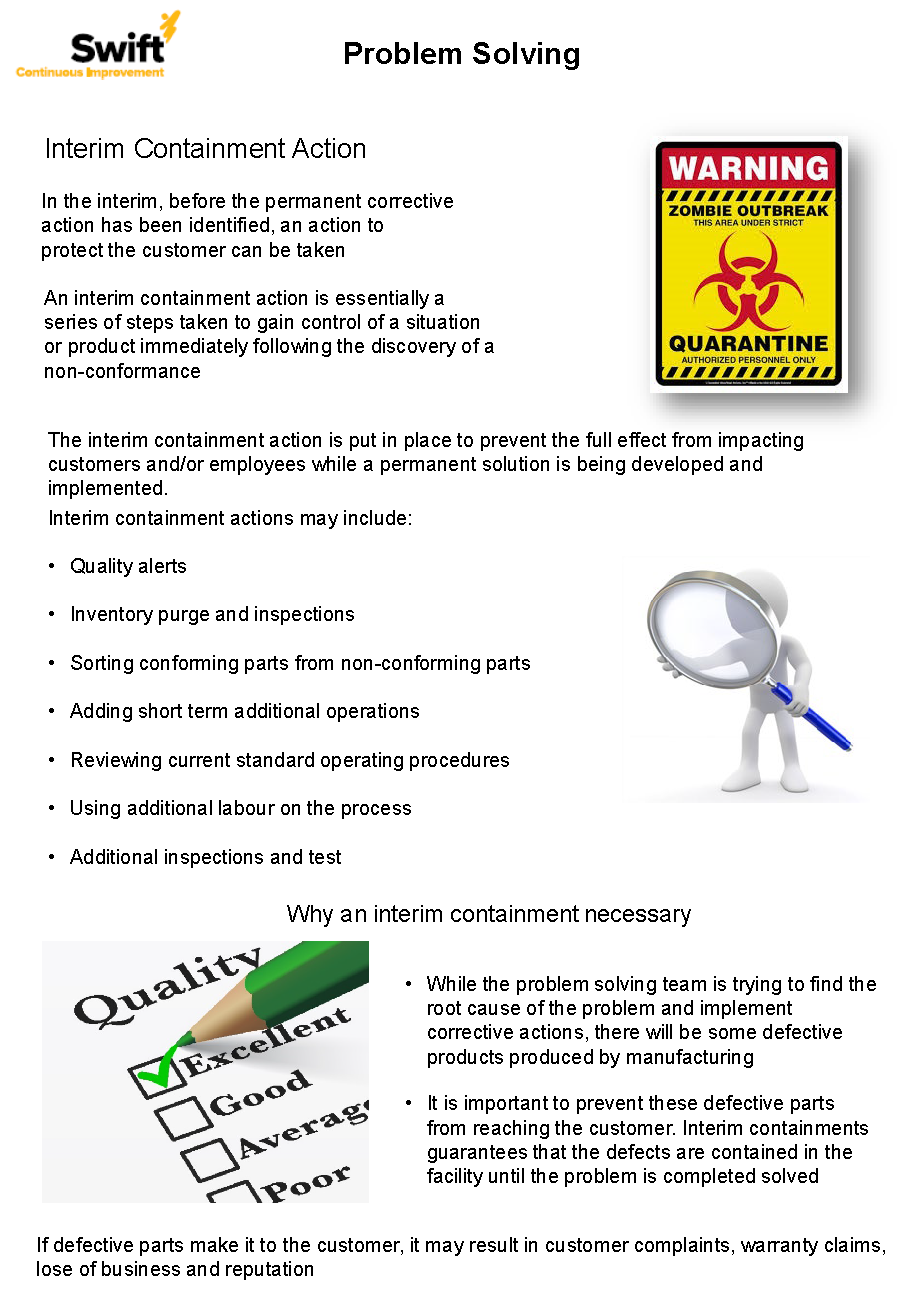 Swift
Continuous Improvement
Problem Solving
Interim Containment Action
In the interim, before the permanent corrective
action has been identified, an action to
protect the customer can be taken
An interim containment action is essentially a
series of steps taken to gain control of a situation
or product immediately following the discovery of a
non-conformance
WARNING
ZOMBIE OUTBREAK
THIS AREA UNDER STRICT
QUARANTINE
AUTHORIZED PERSONNEL ONLY
The interim containment action is put in place to prevent the full effect from impacting
customers and/or employees while a permanent solution is being developed and
implemented.
Interim containment actions may include:
• Quality alerts
• Inventory purge and inspections
• Sorting conforming parts from non-conforming parts
• Adding short term additional operations
• Reviewing current standard operating procedures
• Using additional labour on the process
• Additional inspections and test
Why an interim containment necessary
Quality
Excellent
Good
Average
Poor
• While the problem solving team is trying to find the
root cause of the problem and implement
corrective actions, there will be some defective
products produced by manufacturing
• It is important to prevent these defective parts
from reaching the customer. Interim containments
guarantees that the defects are contained in the
facility until the problem is completed solved
If defective parts make it to the customer, it may result in customer complaints, warranty claims,
lose of business and reputation